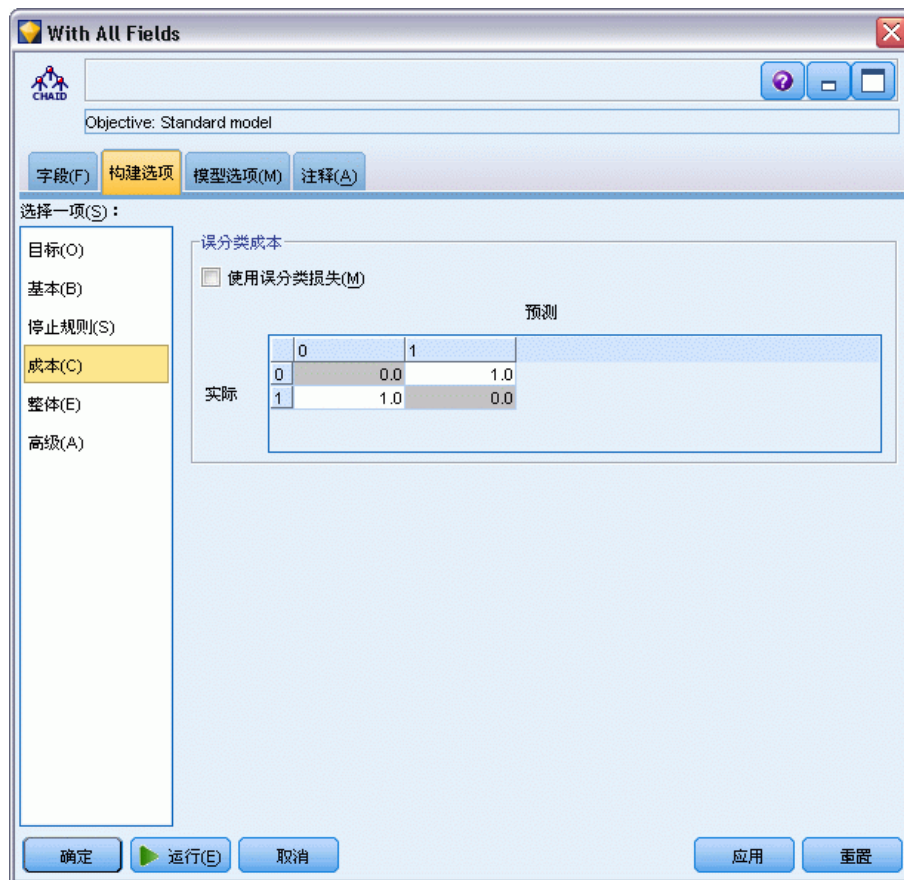 With All Fields
CHAID
Objective: Standard model
字段(F) 构建选项 模型选项(M) 注释(A)
选择一项(S)：
目标(O)
基本(B)
停止规则(S)
成本(C)
整体(E)
高级(A)
误分类成本
使用误分类损失(M)
预测
0 1
实际
0 0.0 1.0
1 1.0 0.0
确定 运行(E) 取消 应用 重置